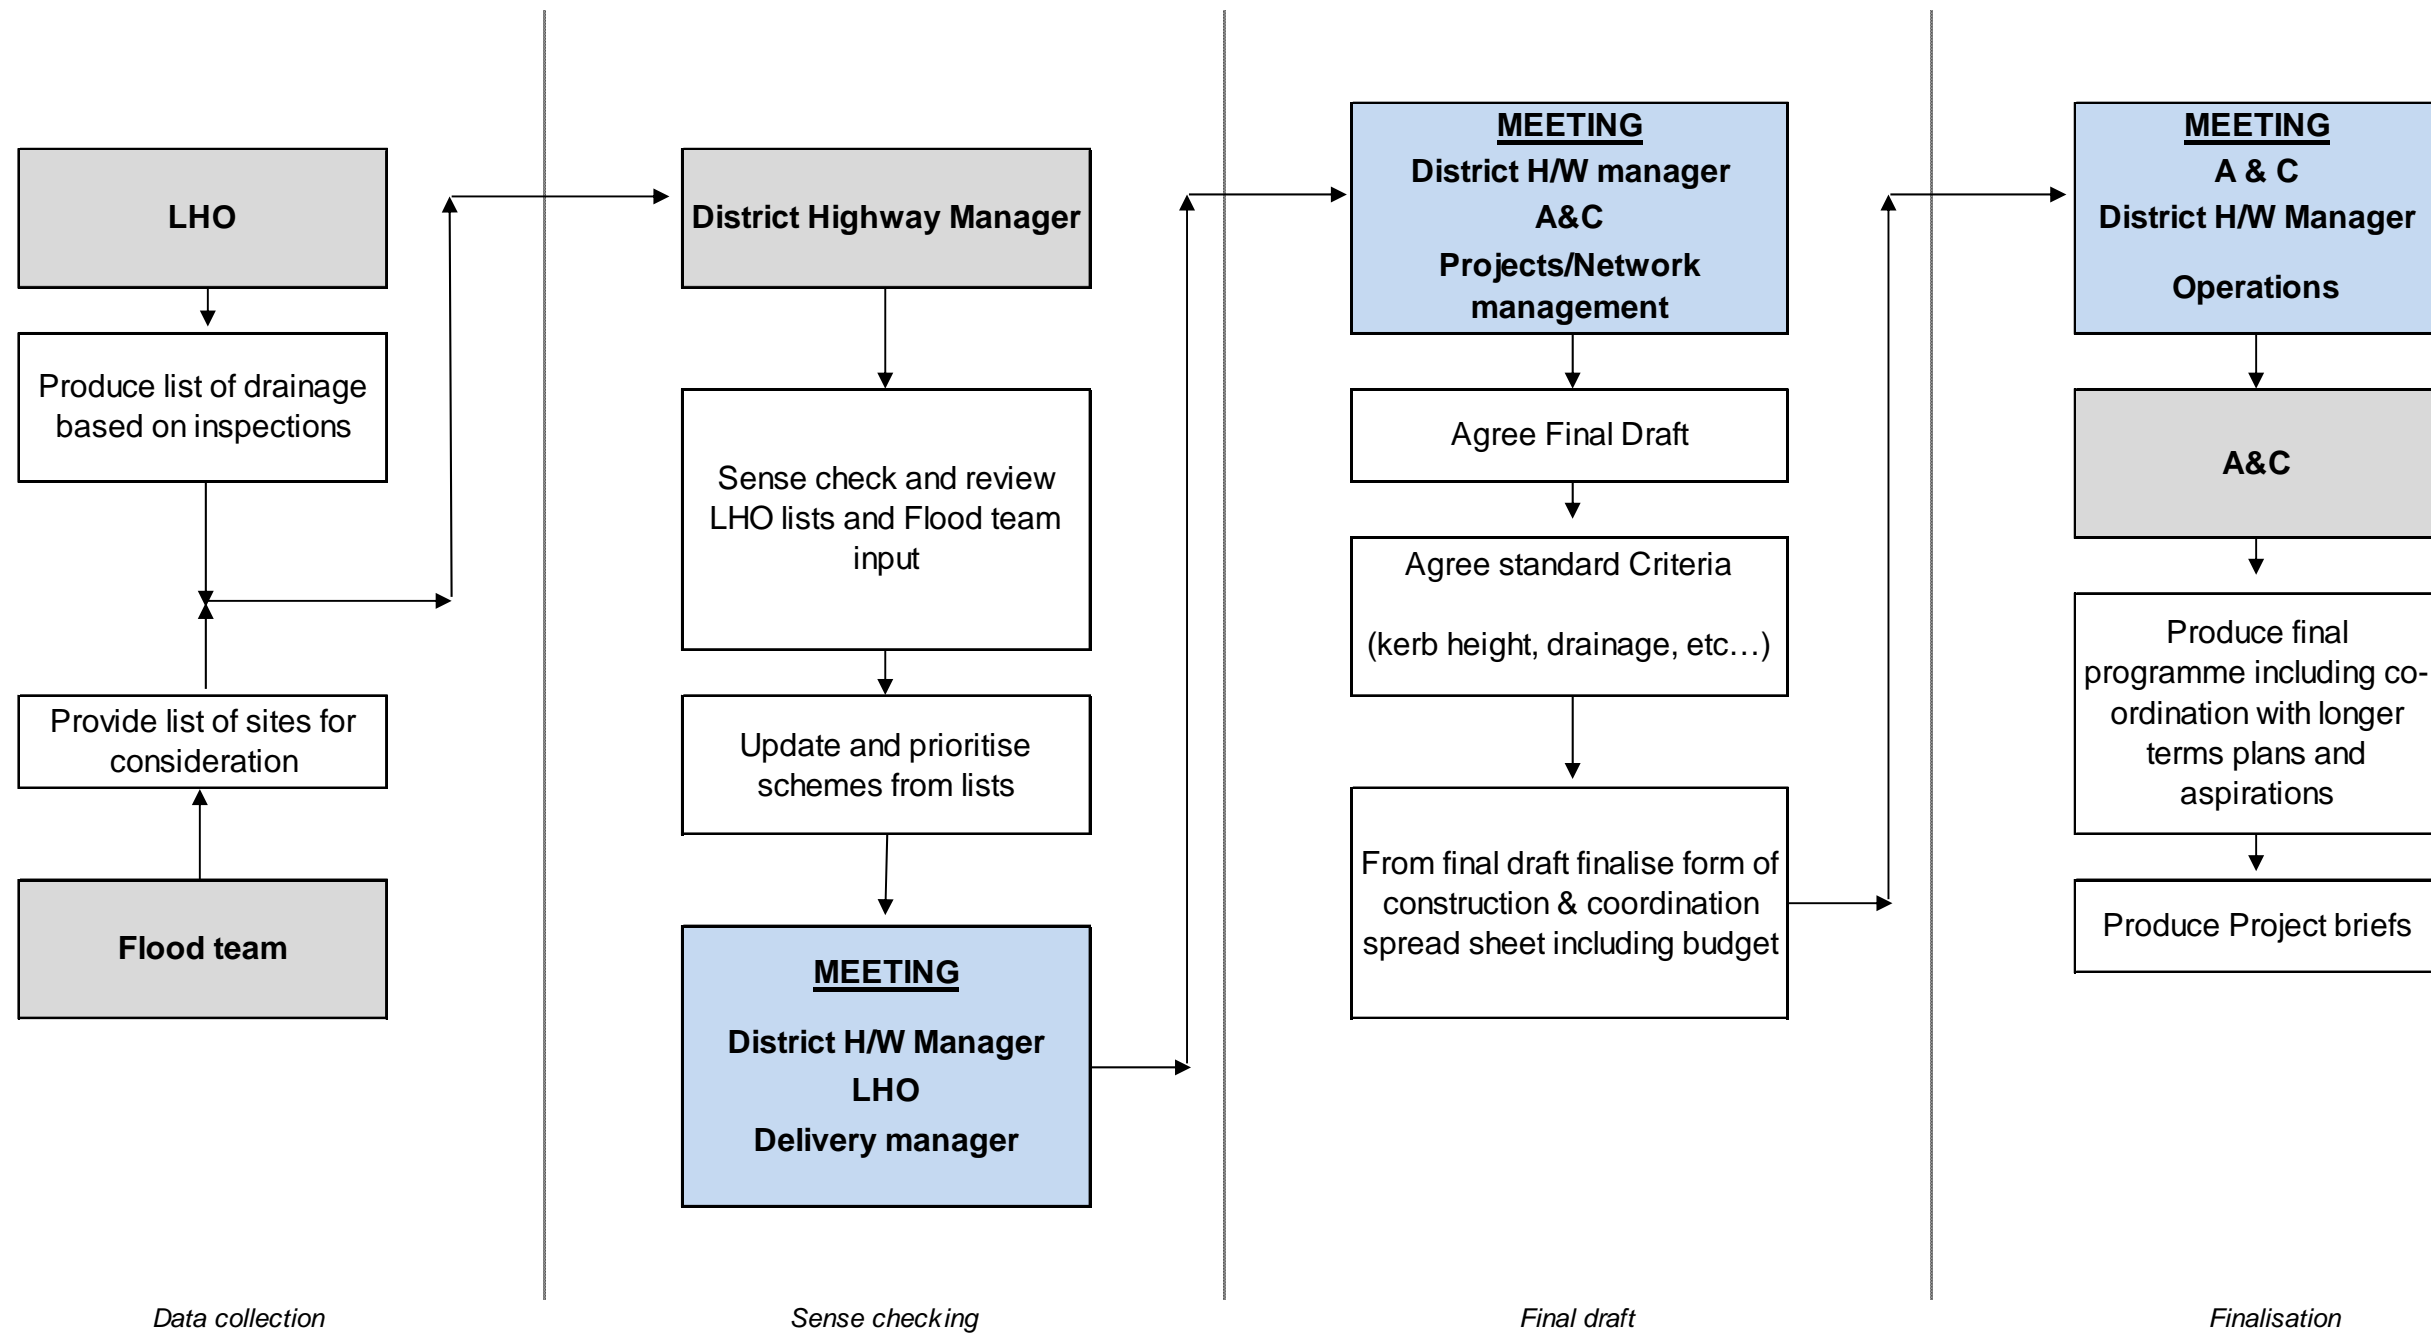 LHO
Produce list of drainage
based on inspections
Provide list of sites for
consideration
Flood team
Data collection
District Highway Manager
Sense check and review
LHO lists and Flood team
input
Update and prioritise
schemes from lists
MEETING
District H/W Manager
LHO
Delivery manager
Sense checking
MEETING
District H/W manager
A&C
Projects/Network
management
Agree Final Draft
Agree standard Criteria
(kerb height, drainage, etc…)
From final draft finalise form of
construction & coordination
spread sheet including budget
Final draft
MEETING
A & C
District H/W Manager
Operations
A&C
Produce final
programme including co-
ordination with longer
terms plans and
aspirations
Produce Project briefs
Finalisation